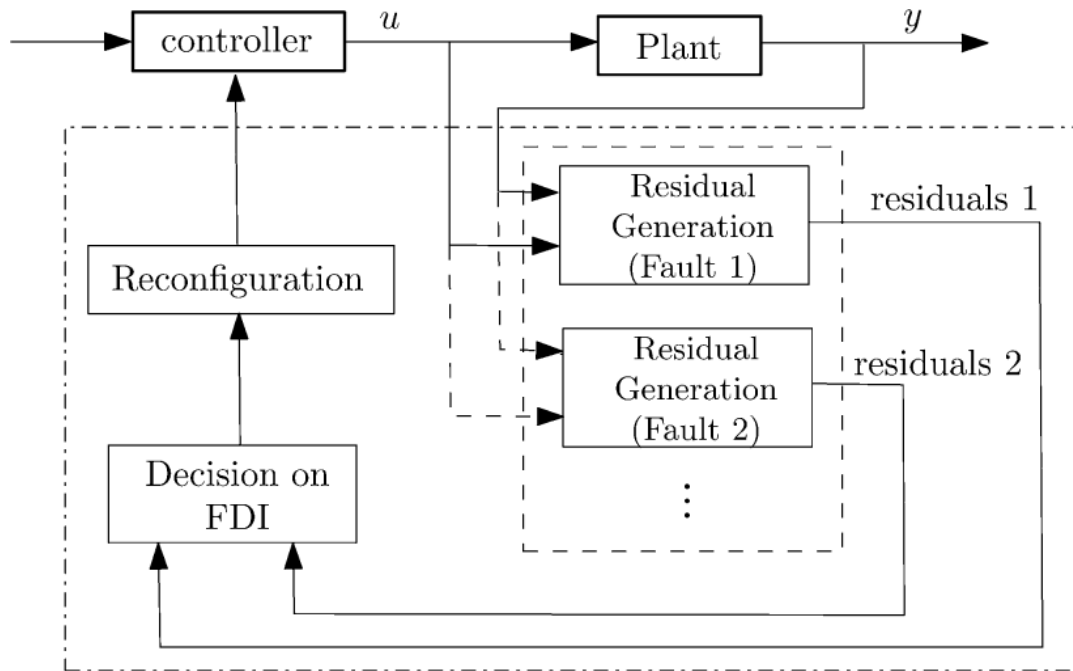 controller
u
Plant
y
Residual
Generation
(Fault 1)
residuals 1
Reconfiguration
Residual
Generation
(Fault 2)
residuals 2
Decision on
FDI
⋮